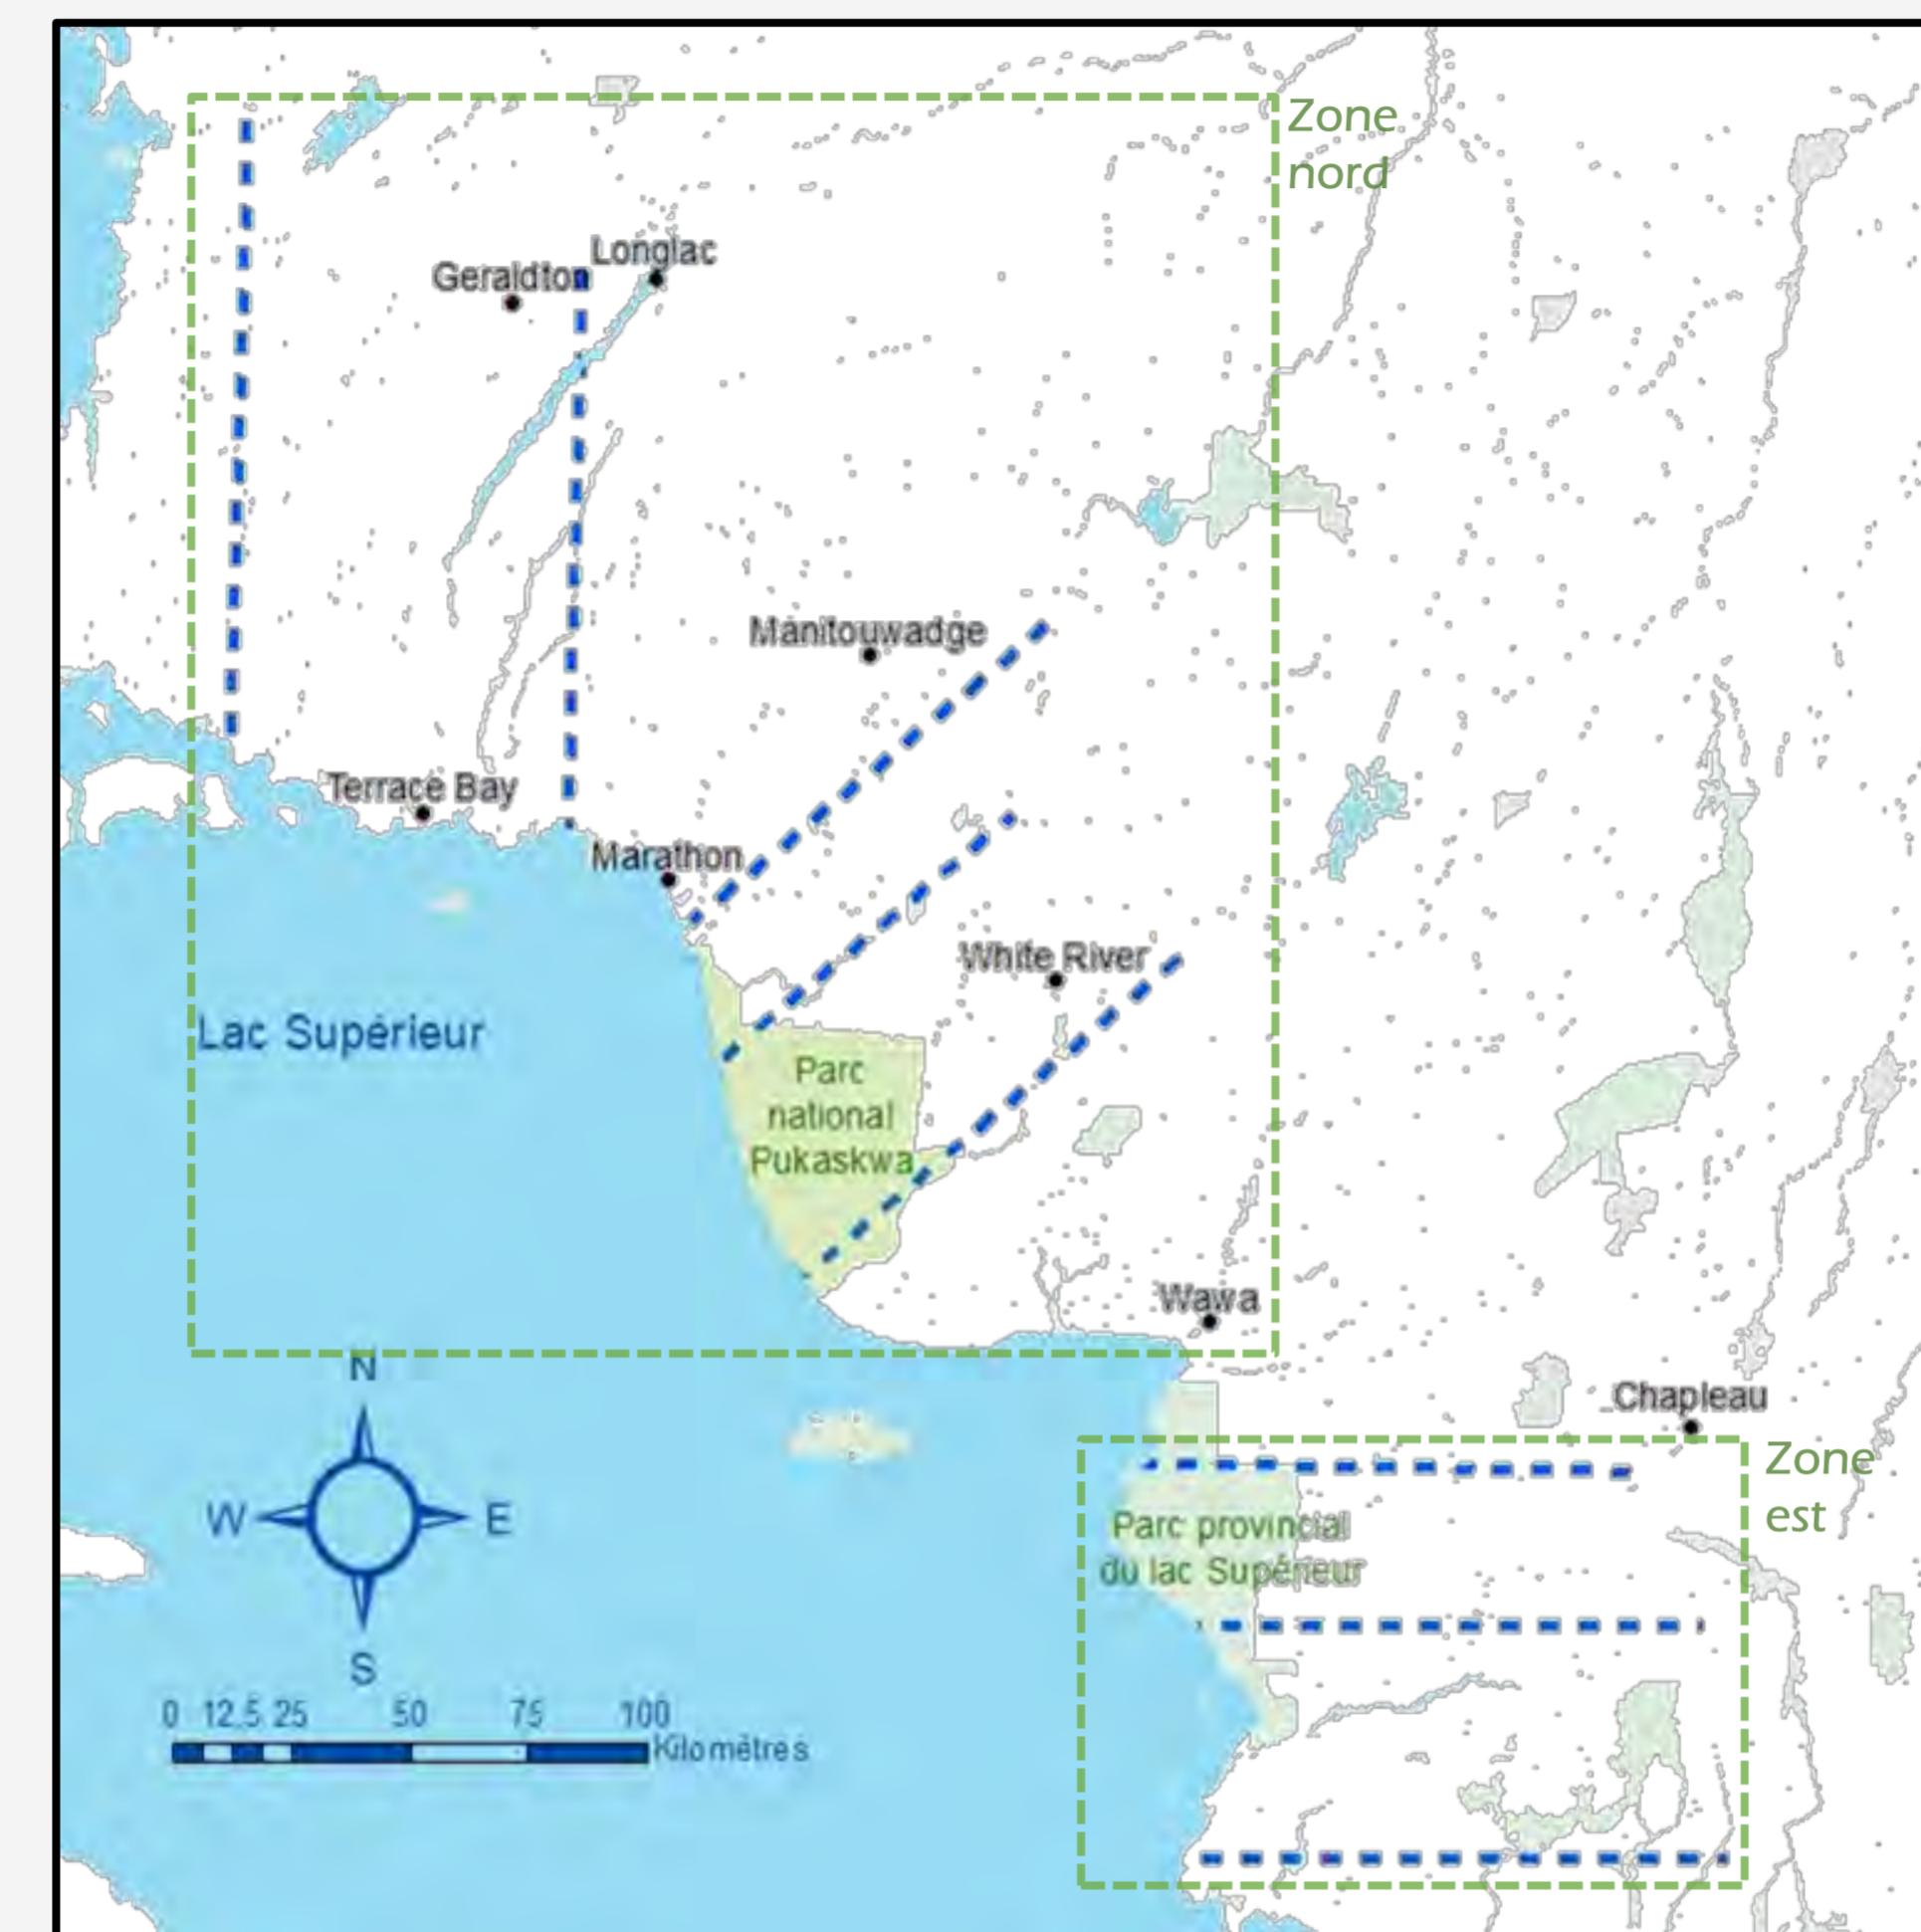 Zone
nord
Longlac
Geraldton
Manitouwadge
Terrace Bay
Marathon
White River
Lac Supérieur
Parc
national
Pukaskwa
Wawa
N
Chapleau
Zone
est
W
E
Parc provincial
du lac Supérieur
S
0 12,5 25 50 75 100
Kilomètres